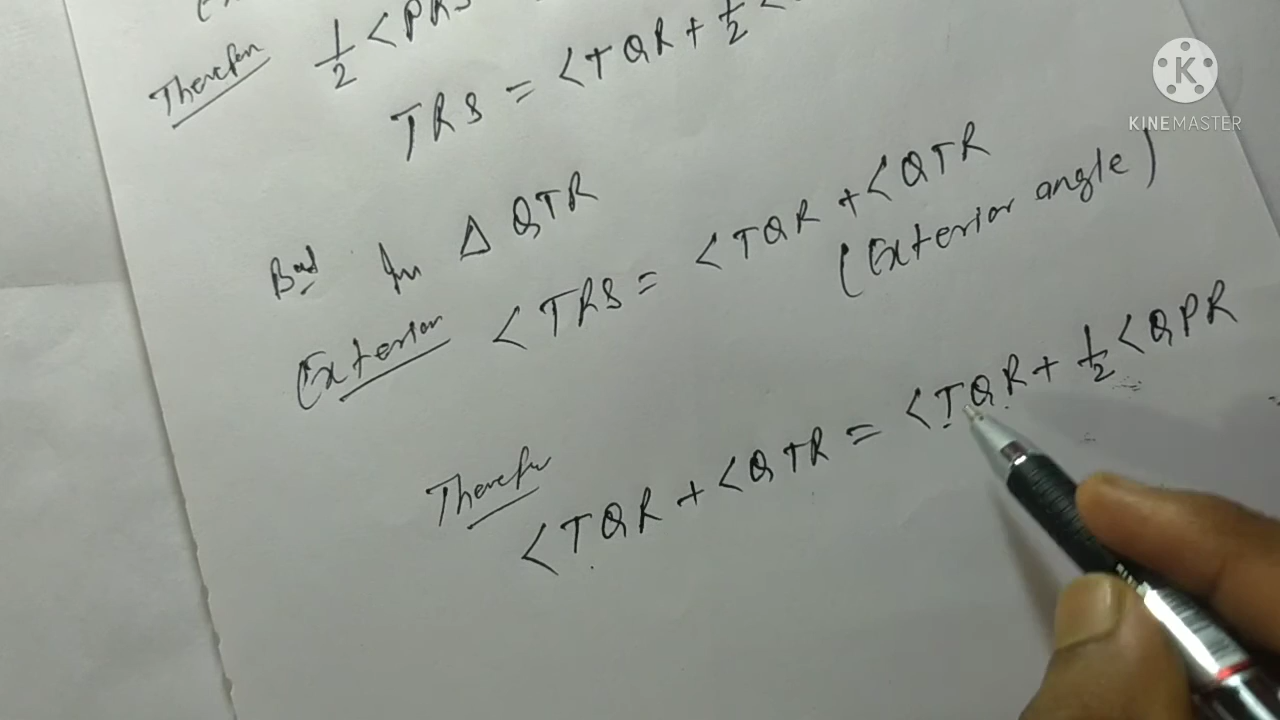 Therefore 1/2 <PRS
TRS = <TQR + 1/2 <
But In Δ QTR
Exterior <TRS = <TQR + <QTR
(Exterior angle)
Therefore
<TQR + <QTR = <TQR + 1/2 <QPR
KINEMASTER